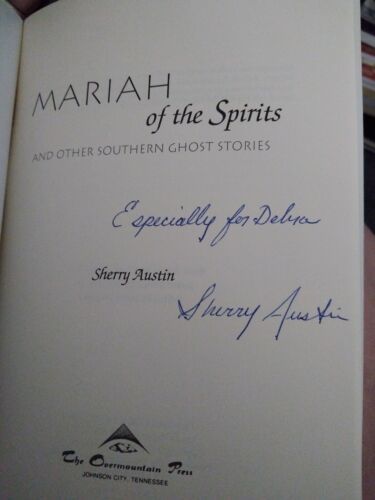 MARIAH
of the Spirits
AND OTHER SOUTHERN GHOST STORIES
Especially for Debra
Sherry Austin
Sherry Austin
The Overmountain Press
JOHNSON CITY, TENNESSEE